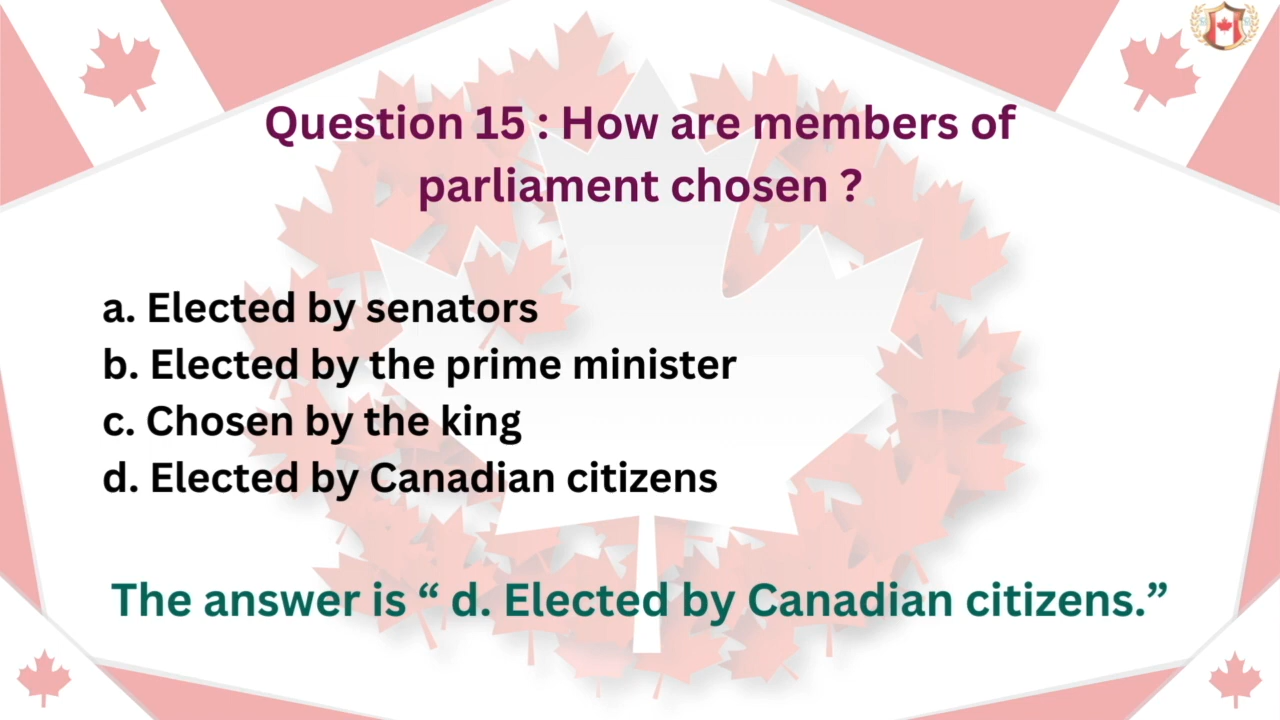 Question 15 : How are members of
parliament chosen ?
a. Elected by senators
b. Elected by the prime minister
c. Chosen by the king
d. Elected by Canadian citizens
The answer is “ d. Elected by Canadian citizens.”